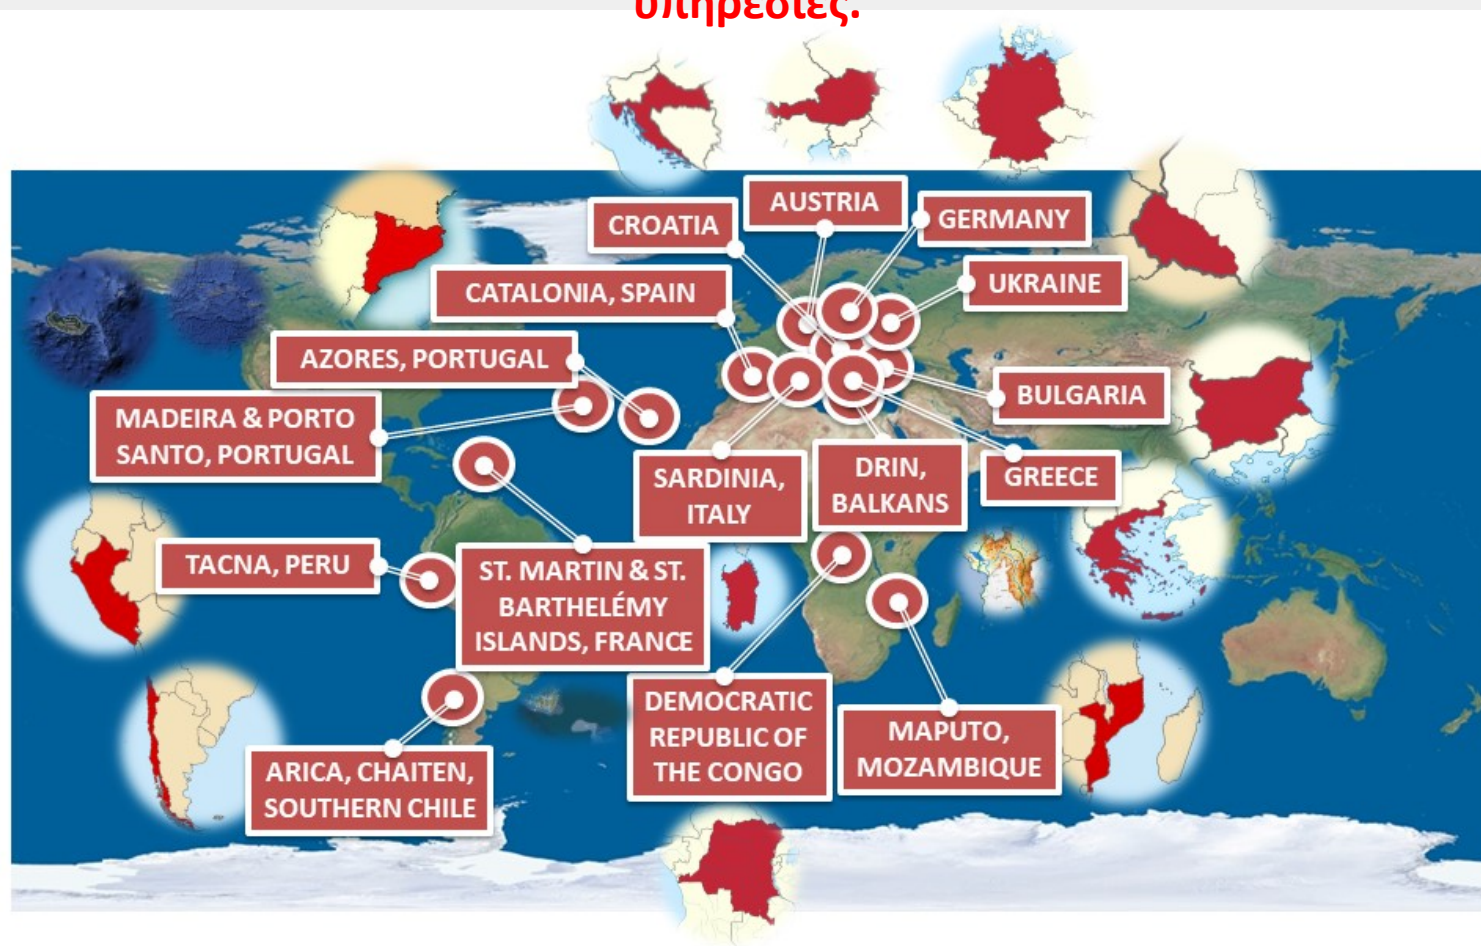 υπηρεσίες.
AUSTRIA
CROATIA
GERMANY
CATALONIA, SPAIN
UKRAINE
AZORES, PORTUGAL
BULGARIA
MADEIRA & PORTO
SANTO, PORTUGAL
SARDINIA,
ITALY
DRIN,
BALKANS
GREECE
TACNA, PERU
ST. MARTIN & ST.
BARTHELÉMY
ISLANDS, FRANCE
DEMOCRATIC
REPUBLIC OF
THE CONGO
MAPUTO,
MOZAMBIQUE
ARICA, CHAITEN,
SOUTHERN CHILE